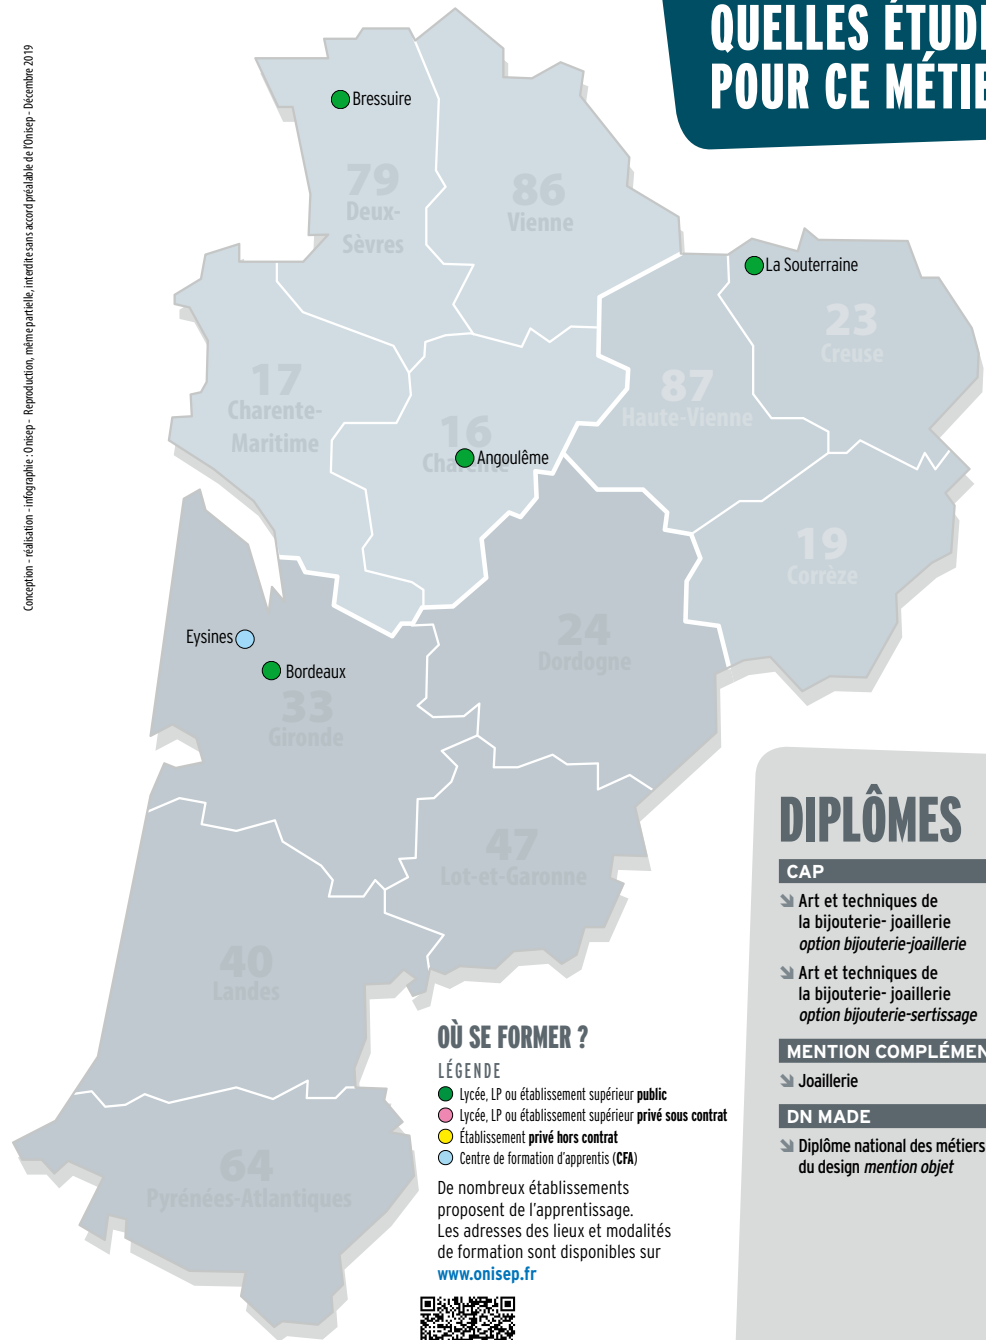 QUELLES ÉTUD
POUR CE MÉTIE
Conception - réalisation - infographie : Onisep - Reproduction, même partielle, interdite sans accord préalable de l'Onisep - Décembre 2019
Bressuire
79
Deux-
Sèvres
86
Vienne
La Souterraine
23
Creuse
17
Charente-
Maritime
87
Haute-Vienne
16
Charente
Angoulême
19
Corrèze
24
Dordogne
Eysines
Bordeaux
33
Gironde
47
Lot-et-Garonne
40
Landes
64
Pyrénées-Atlantiques
OÙ SE FORMER ?
LÉGENDE
Lycée, LP ou établissement supérieur public
Lycée, LP ou établissement supérieur privé sous contrat
Établissement privé hors contrat
Centre de formation d'apprentis (CFA)
De nombreux établissements
proposent de l'apprentissage.
Les adresses des lieux et modalités
de formation sont disponibles sur
www.onisep.fr
DIPLÔMES
CAP
Art et techniques de
la bijouterie- joaillerie
option bijouterie-joaillerie
Art et techniques de
la bijouterie- joaillerie
option bijouterie-sertissage
MENTION COMPLÉMEN
Joaillerie
DN MADE
Diplôme national des métiers
du design mention objet